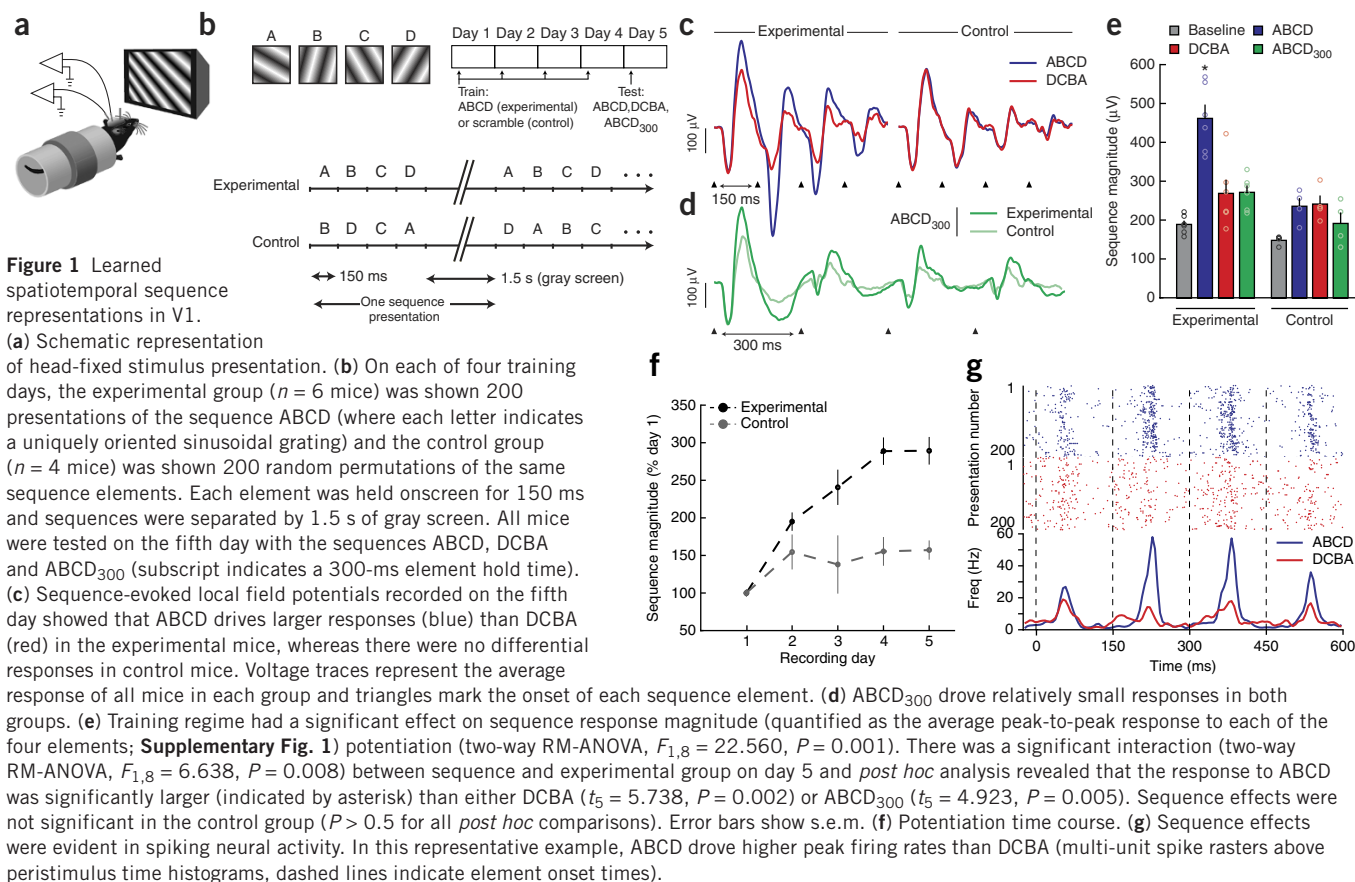 a
b
A B C D
Day 1 Day 2 Day 3 Day 4 Day 5
Train:
ABCD (experimental)
or scramble (control)
Test:
ABCD,DCBA,
ABCD300
Experimental
A B C D A B C D ...
Control
B D C A D A B C ...
150 ms
1.5 s (gray screen)
One sequence
presentation
c
Experimental Control
ABCD
DCBA
100 µV
150 ms
d
ABCD300
Experimental
Control
100 µV
300 ms
e
Baseline ABCD
DCBA ABCD300
Sequence magnitude (µV)
600
500
400
300
200
100
0
*
Experimental Control
f
Experimental
Control
Sequence magnitude (% day 1)
350
300
250
200
150
100
50
1 2 3 4 5
Recording day
g
Presentation number
1
200
1
200
Freq (Hz)
60
40
20
0
ABCD
DCBA
0 150 300 450 600
Time (ms)
Figure 1 Learned
spatiotemporal sequence
representations in V1.
(a) Schematic representation
of head-fixed stimulus presentation. (b) On each of four training
days, the experimental group (n = 6 mice) was shown 200
presentations of the sequence ABCD (where each letter indicates
a uniquely oriented sinusoidal grating) and the control group
(n = 4 mice) was shown 200 random permutations of the same
sequence elements. Each element was held onscreen for 150 ms
and sequences were separated by 1.5 s of gray screen. All mice
were tested on the fifth day with the sequences ABCD, DCBA
and ABCD300 (subscript indicates a 300-ms element hold time).
(c) Sequence-evoked local field potentials recorded on the fifth
day showed that ABCD drives larger responses (blue) than DCBA
(red) in the experimental mice, whereas there were no differential
responses in control mice. Voltage traces represent the average
response of all mice in each group and triangles mark the onset of each sequence element. (d) ABCD300 drove relatively small responses in both
groups. (e) Training regime had a significant effect on sequence response magnitude (quantified as the average peak-to-peak response to each of the
four elements; Supplementary Fig. 1) potentiation (two-way RM-ANOVA, F1,8 = 22.560, P = 0.001). There was a significant interaction (two-way
RM-ANOVA, F1,8 = 6.638, P = 0.008) between sequence and experimental group on day 5 and post hoc analysis revealed that the response to ABCD
was significantly larger (indicated by asterisk) than either DCBA (t5 = 5.738, P = 0.002) or ABCD300 (t5 = 4.923, P = 0.005). Sequence effects were
not significant in the control group (P > 0.5 for all post hoc comparisons). Error bars show s.e.m. (f) Potentiation time course. (g) Sequence effects
were evident in spiking neural activity. In this representative example, ABCD drove higher peak firing rates than DCBA (multi-unit spike rasters above
peristimulus time histograms, dashed lines indicate element onset times).